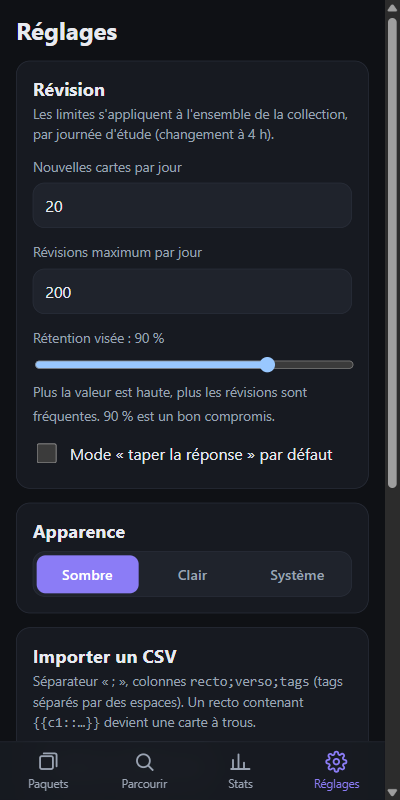 Réglages
Révision
Les limites s'appliquent à l'ensemble de la collection,
par journée d'étude (changement à 4 h).
Nouvelles cartes par jour
20
Révisions maximum par jour
200
Rétention visée : 90 %
Plus la valeur est haute, plus les révisions sont
fréquentes. 90 % est un bon compromis.
Mode « taper la réponse » par défaut
Apparence
Sombre Clair Système
Importer un CSV
Séparateur « ; », colonnes recto;verso;tags (tags
séparés par des espaces). Un recto contenant
{{c1::…}} devient une carte à trous.
Paquets Parcourir Stats Réglages